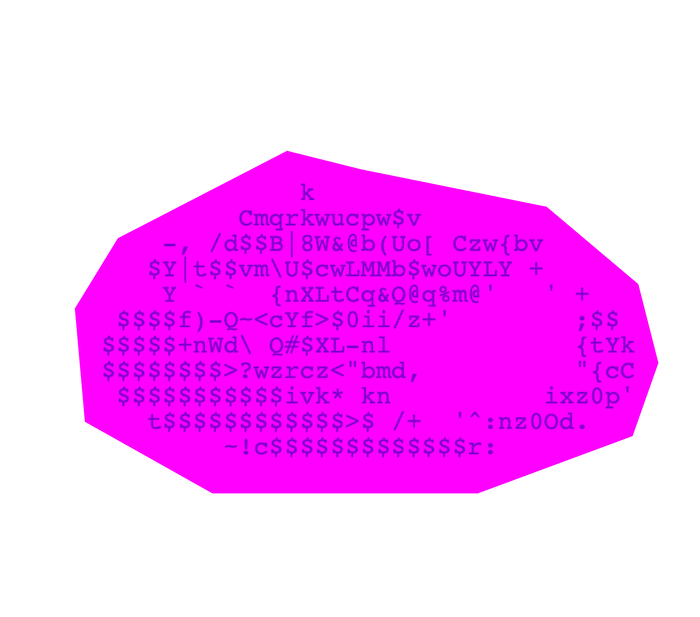 k
Cmqrkwucpw$v
-, /d$$B|8W&@b(Uo[ Czw{bv
$Y|t$$vm\U$cwLMMb$woUYLY +
Y ` `  {nXLtCq&Q@q%m@'   ' +
$$$$f)-Q~<cYf>$0ii/z+'        ;$$
$$$$$+nWd\ Q#$XL-nl            {tYk
$$$$$$$$>?wzrcz<"bmd,          "{cC
$$$$$$$$$$$ivk* kn          ixz0p'
t$$$$$$$$$$$$>$ /+  '^:nz0Od.
~!c$$$$$$$$$$$$$r: